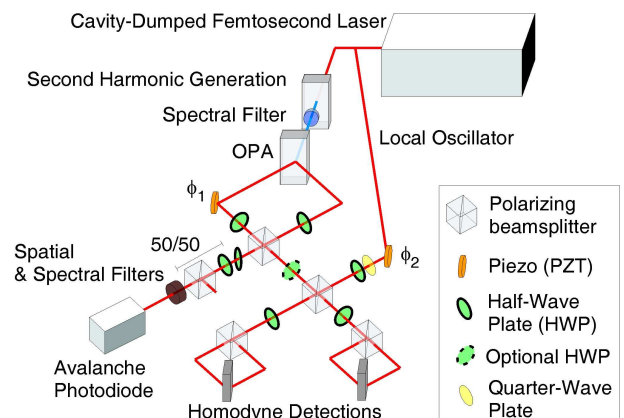 Cavity-Dumped Femtosecond Laser
Second Harmonic Generation
Spectral Filter
OPA
Local Oscillator
ϕ1
ϕ2
50/50
Spatial
& Spectral Filters
Avalanche
Photodiode
Homodyne Detections
Polarizing
beamsplitter
Piezo (PZT)
Half-Wave
Plate (HWP)
Optional HWP
Quarter-Wave
Plate